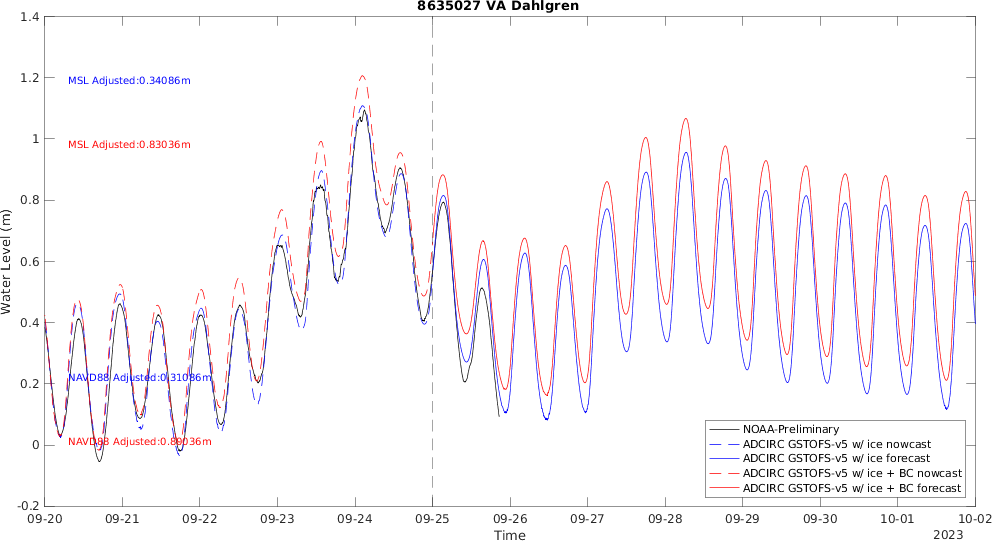 8635027 VA Dahlgren
1.4
1.2
1
0.8
0.6
0.4
0.2
0
-0.2
Water Level (m)
MSL Adjusted:0.34086m
MSL Adjusted:0.83036m
NAVD88 Adjusted:0.31086m
NAVD88 Adjusted:0.80036m
NOAA-Preliminary
ADCIRC GSTOFS-v5 w/ ice nowcast
ADCIRC GSTOFS-v5 w/ ice forecast
ADCIRC GSTOFS-v5 w/ ice + BC nowcast
ADCIRC GSTOFS-v5 w/ ice + BC forecast
09-20 09-21 09-22 09-23 09-24 09-25 09-26 09-27 09-28 09-29 09-30 10-01 10-02
Time
2023